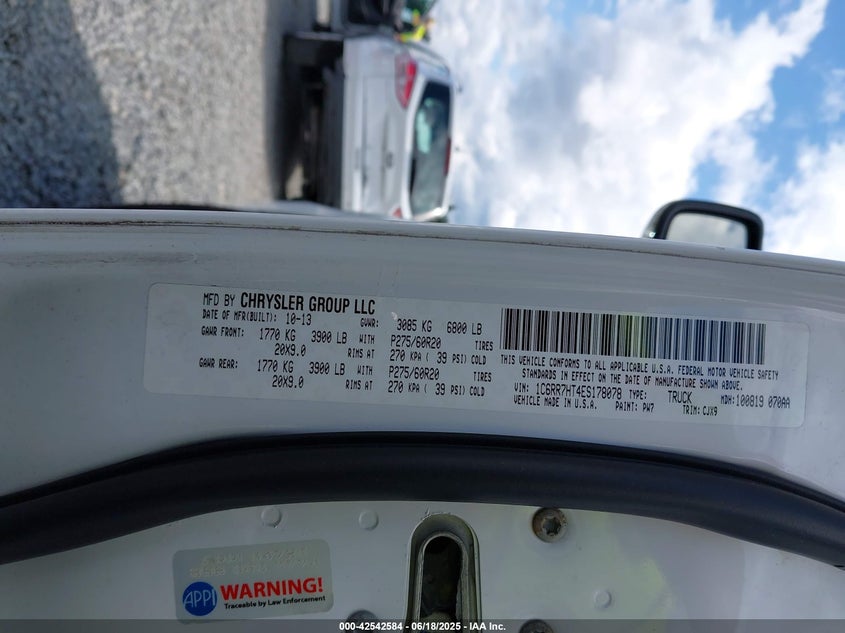 MFD BY CHRYSLER GROUP LLC
DATE OF MFR(BUILT): 10-13 GVWR: 3085 KG 6800 LB
GAWR FRONT: 1770 KG 3900 LB WITH P275/60R20 TIRES
20X9.0 RIMS AT 270 KPA ( 39 PSI) COLD
GAWR REAR: 1770 KG 3900 LB WITH P275/60R20 TIRES
20X9.0 RIMS AT 270 KPA ( 39 PSI) COLD
THIS VEHICLE CONFORMS TO ALL APPLICABLE U.S.A. FEDERAL MOTOR VEHICLE SAFETY
STANDARDS IN EFFECT ON THE DATE OF MANUFACTURE SHOWN ABOVE.
VIN: 1C6RR7HT4ES178078 TYPE: TRUCK MDH:100819 070AA
VEHICLE MADE IN U.S.A. PAINT: PW7 TRIM: CJX9
APPI WARNING!
Traceable by Law Enforcement
000-42542584 - 06/18/2025 - IAA Inc.